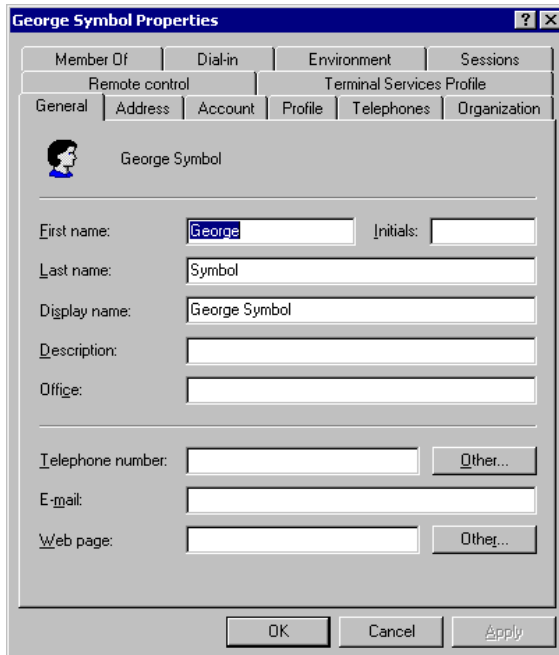 George Symbol Properties ? X
Member Of Dial-in Environment Sessions
Remote control Terminal Services Profile
General Address Account Profile Telephones Organization
George Symbol
First name: George Initials:
Last name: Symbol
Display name: George Symbol
Description:
Office:
Telephone number: Other...
E-mail:
Web page: Other...
OK Cancel Apply